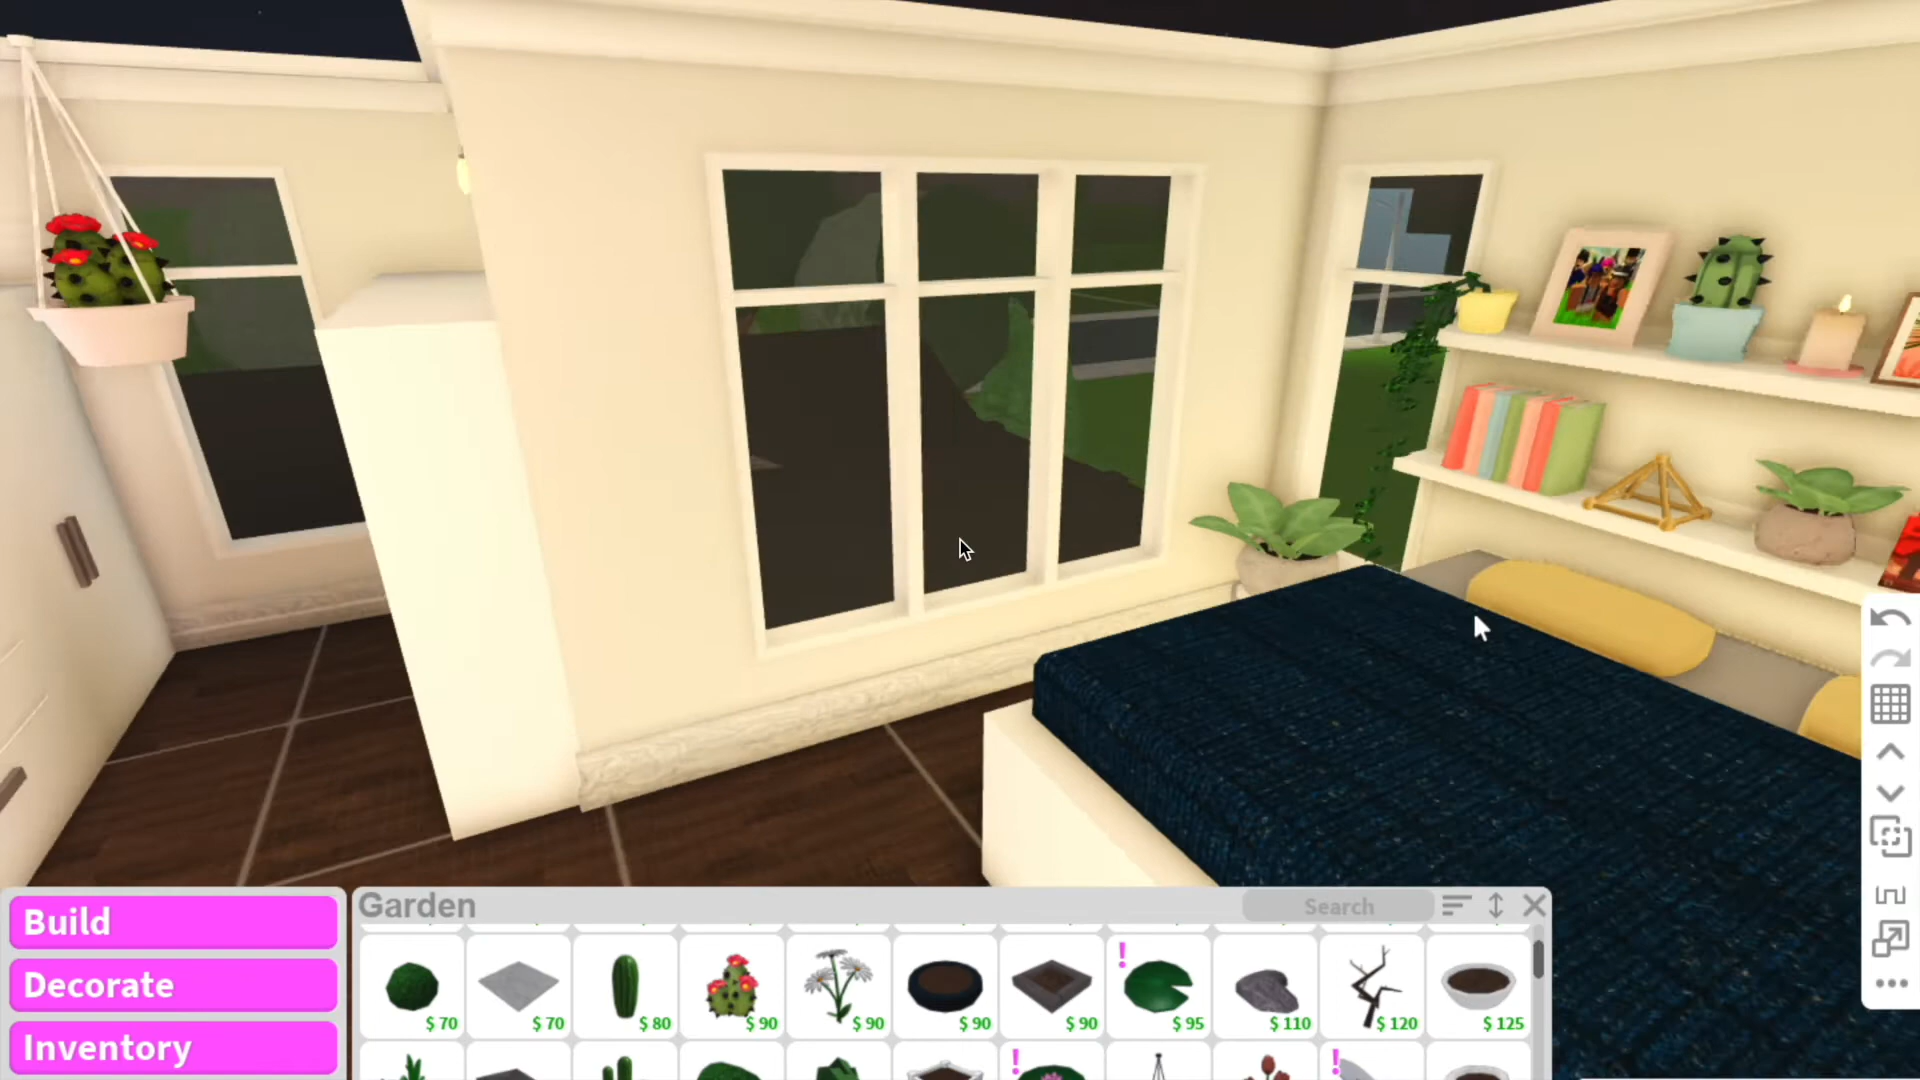 Build
Decorate
Inventory
Garden
Search
$ 70
$ 70
$ 80
$ 90
$ 90
$ 90
$ 90
!
$ 95
$ 110
$ 120
$ 125
!
!